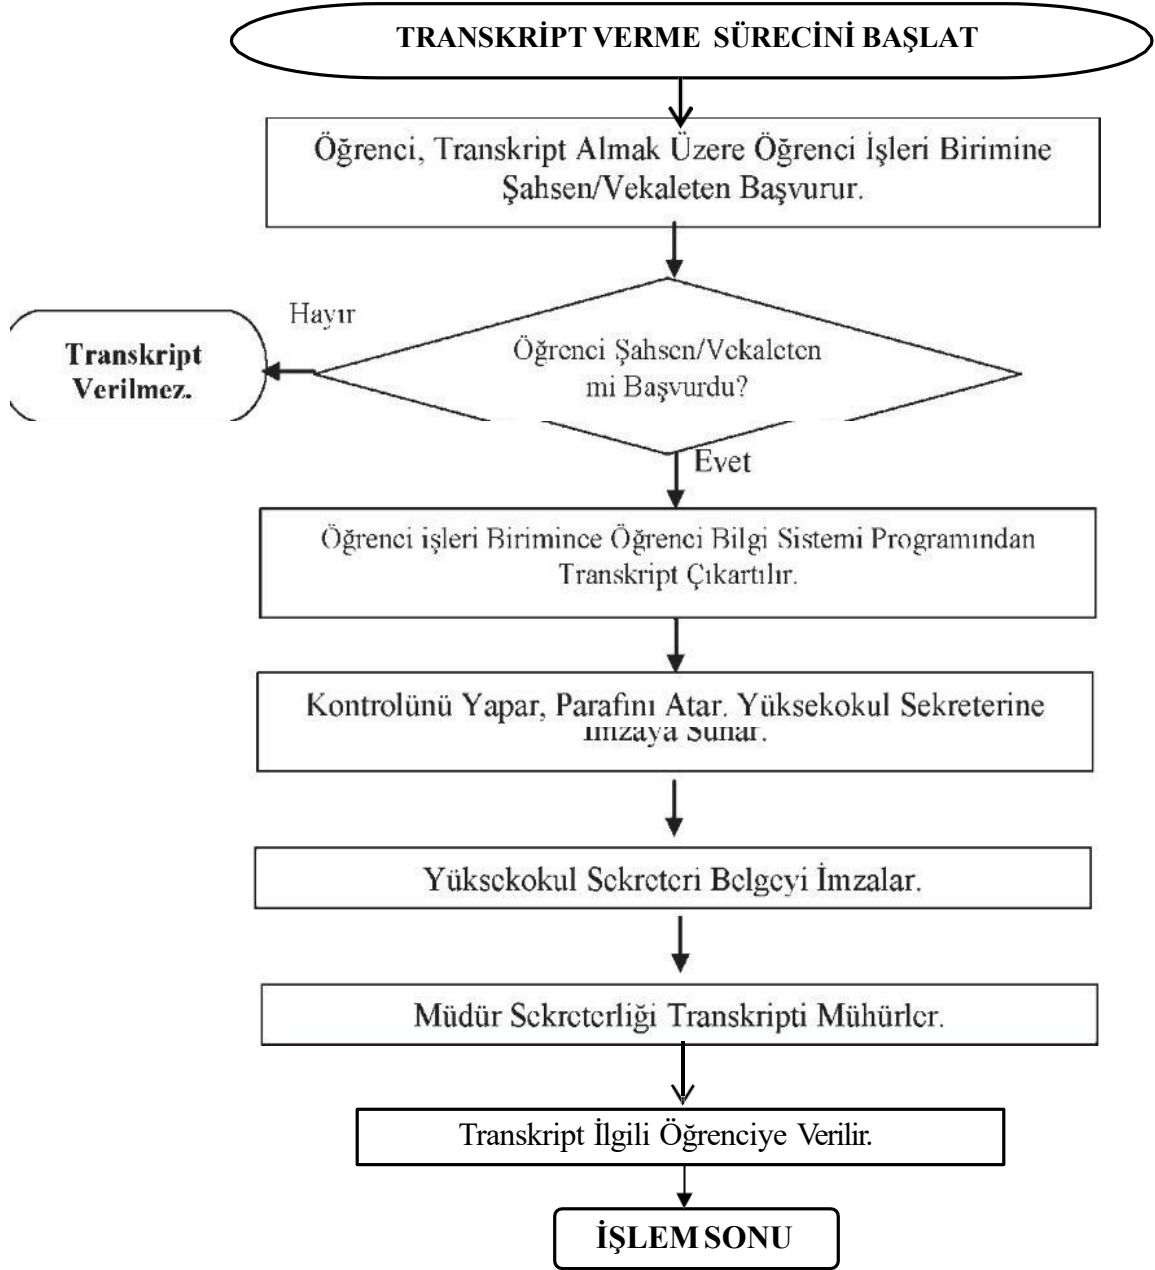 TRANSKRİPT VERME SÜRECİNİ BAŞLAT
Öğrenci, Transkript Almak Üzere Öğrenci İşleri Birimine
Şahsen/Vekaleten Başvurur.
Hayır
Transkript
Verilmez.
Öğrenci Şahsen/Vekaleten
mi Başvurdu?
Evet
Öğrenci işleri Birimince Öğrenci Bilgi Sistemi Programından
Transkript Çıkartılır.
Kontrolünü Yapar, Parafını Atar. Yüksekokul Sekreterine
İmzaya Sunar.
Yüksekokul Sekreteri Belgeyi İmzalar.
Müdür Sekreterliği Transkripti Mühürler.
Transkript İlgili Öğrenciye Verilir.
İŞLEM SONU